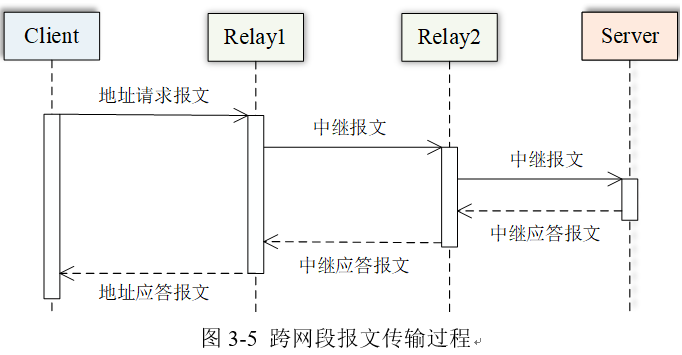 Client Relay1 Relay2 Server
地址请求报文
中继报文
中继报文
中继应答报文
中继应答报文
地址应答报文
图 3-5 跨网段报文传输过程